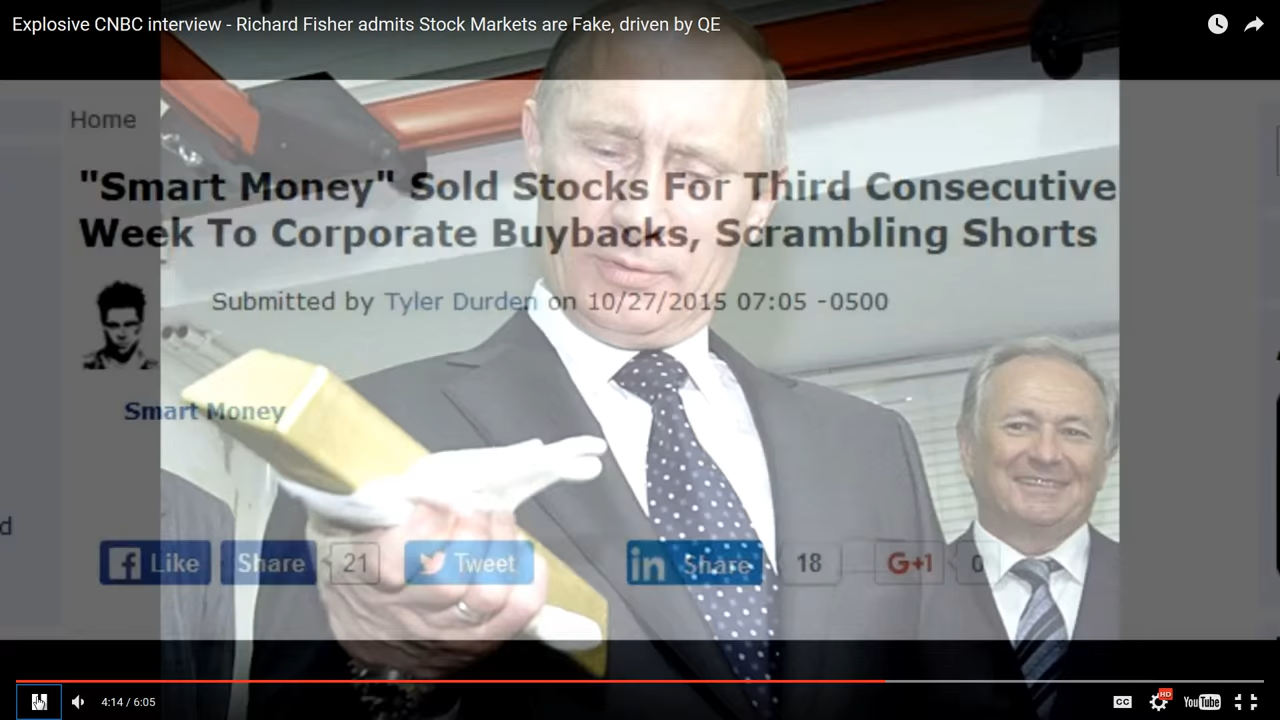 Explosive CNBC interview - Richard Fisher admits Stock Markets are Fake, driven by QE
Home
"Smart Money" Sold Stocks For Third Consecutive
Week To Corporate Buybacks, Scrambling Shorts
Submitted by Tyler Durden on 10/27/2015 07:05 -0500
Smart Money
d
f Like Share 21 Tweet in Share 18 G+1 0
4:14 / 6:05 CC HD YouTube